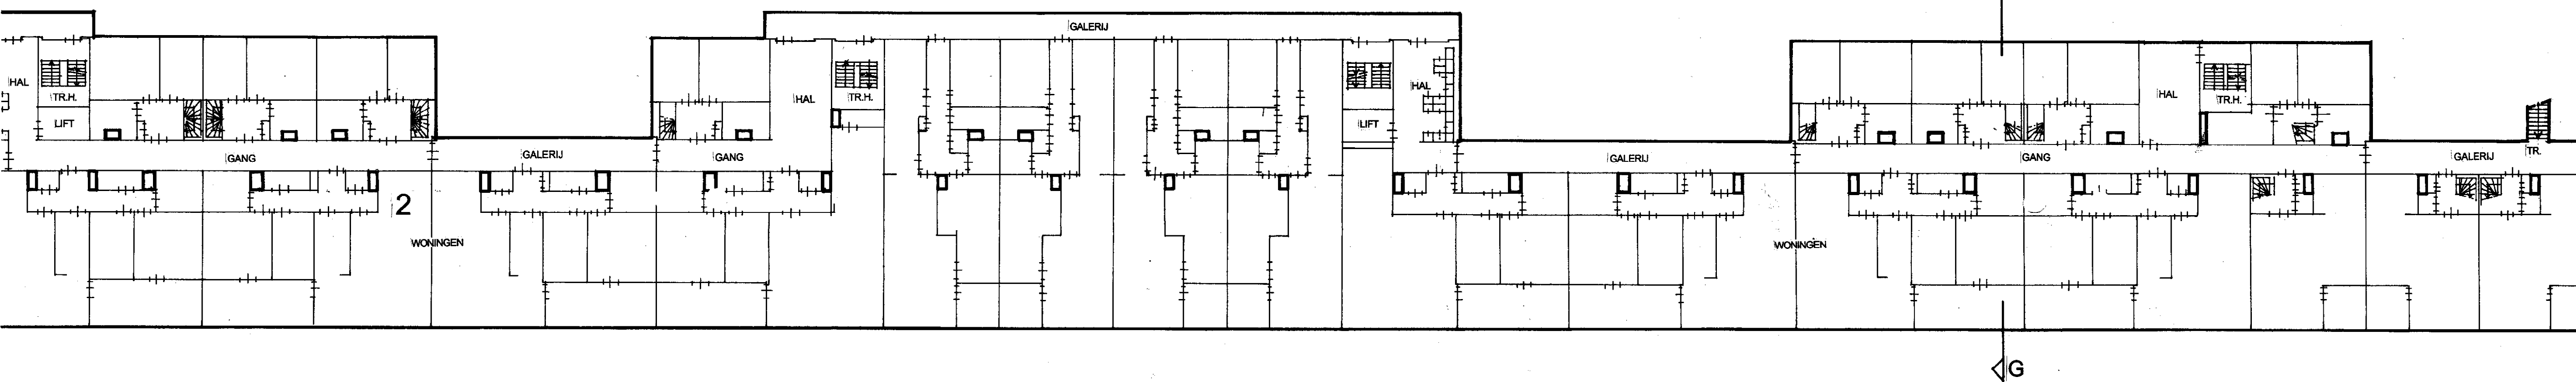 GALERIJ
HAL
TR.H.
LIFT
GANG
GALERIJ
GANG
HAL
TR.H.
HAL
LIFT
GALERIJ
HAL
TR.H.
GANG
GALERIJ
TR.
2
WONINGEN
WONINGEN
G